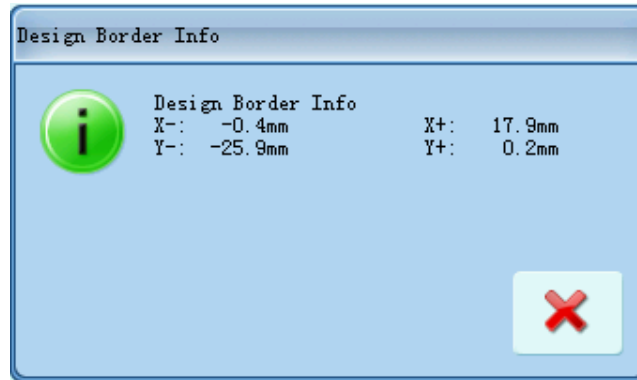 Design Border Info
Design Border Info
X-: -0.4mm X+: 17.9mm
Y-: -25.9mm Y+: 0.2mm